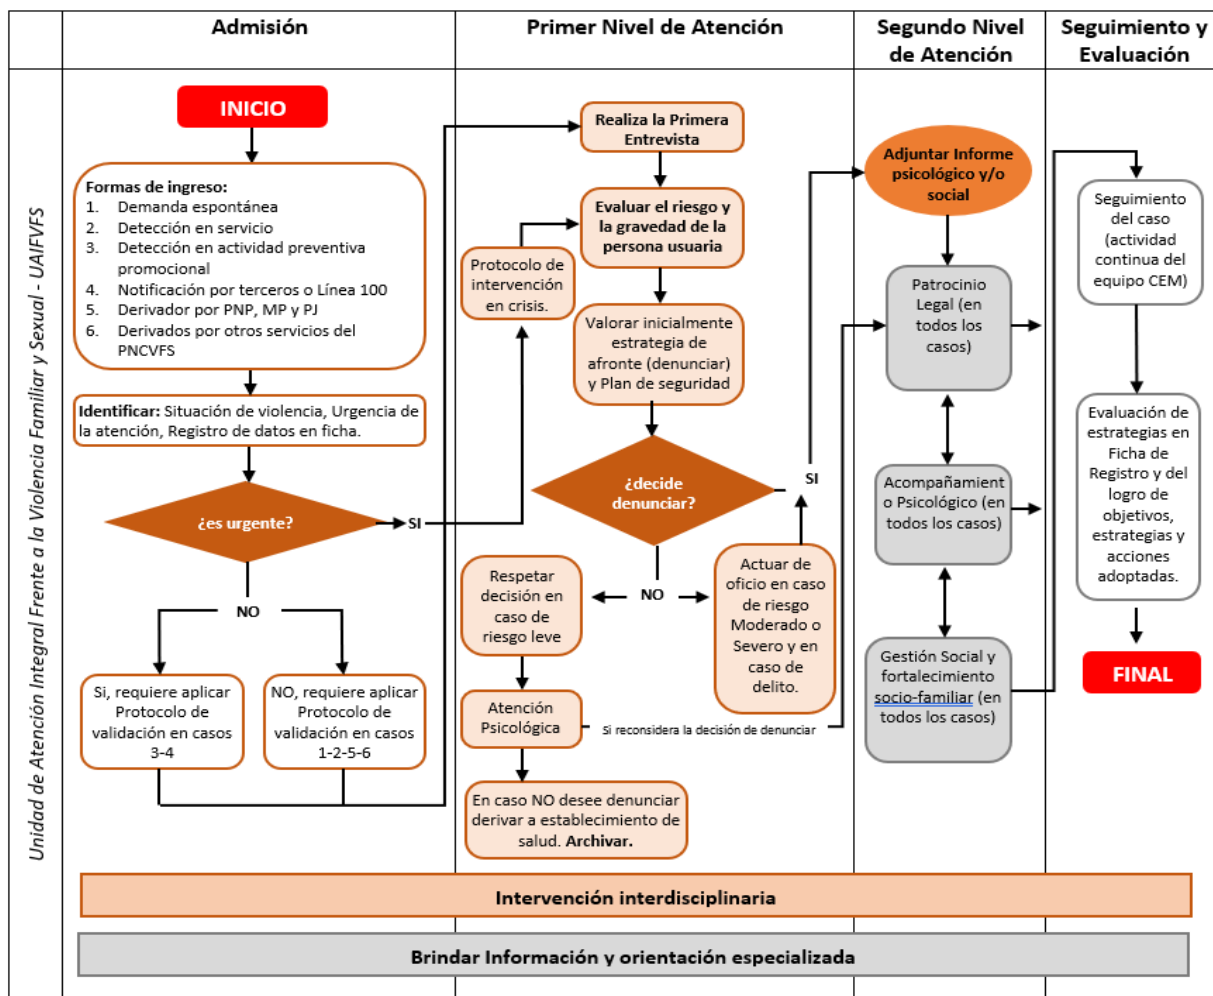 Admisión
Primer Nivel de Atención
Segundo Nivel
de Atención
Seguimiento y
Evaluación
Unidad de Atención Integral Frente a la Violencia Familiar y Sexual - UAIFVFS
INICIO
Formas de ingreso:
1. Demanda espontánea
2. Detección en servicio
3. Detección en actividad preventiva
promocional
4. Notificación por terceros o Línea 100
5. Derivador por PNP, MP y PJ
6. Derivados por otros servicios del
PNCVFS
Identificar: Situación de violencia, Urgencia de
la atención, Registro de datos en ficha.
¿es urgente?
SI
NO
Si, requiere aplicar
Protocolo de
validación en casos
3-4
NO, requiere aplicar
Protocolo de
validación en casos
1-2-5-6
Realiza la Primera
Entrevista
Evaluar el riesgo y
la gravedad de la
persona usuaria
Protocolo de
intervención
en crisis.
Valorar inicialmente
estrategia de
afronte (denunciar)
y Plan de seguridad
¿decide
denunciar?
SI
NO
Respetar
decisión en
caso de
riesgo leve
Actuar de
oficio en caso
de riesgo
Moderado o
Severo y en
caso de
delito.
Atención
Psicológica
Si reconsidera la decisión de denunciar
En caso NO desee denunciar
derivar a establecimiento de
salud. Archivar.
Adjuntar Informe
psicológico y/o
social
Patrocinio
Legal (en
todos los
casos)
Acompañamient
o Psicológico (en
todos los casos)
Gestión Social y
fortalecimiento
socio-familiar (en
todos los casos)
Seguimiento
del caso
(actividad
continua del
equipo CEM)
Evaluación de
estrategias en
Ficha de
Registro y del
logro de
objetivos,
estrategias y
acciones
adoptadas.
FINAL
Intervención interdisciplinaria
Brindar Información y orientación especializada